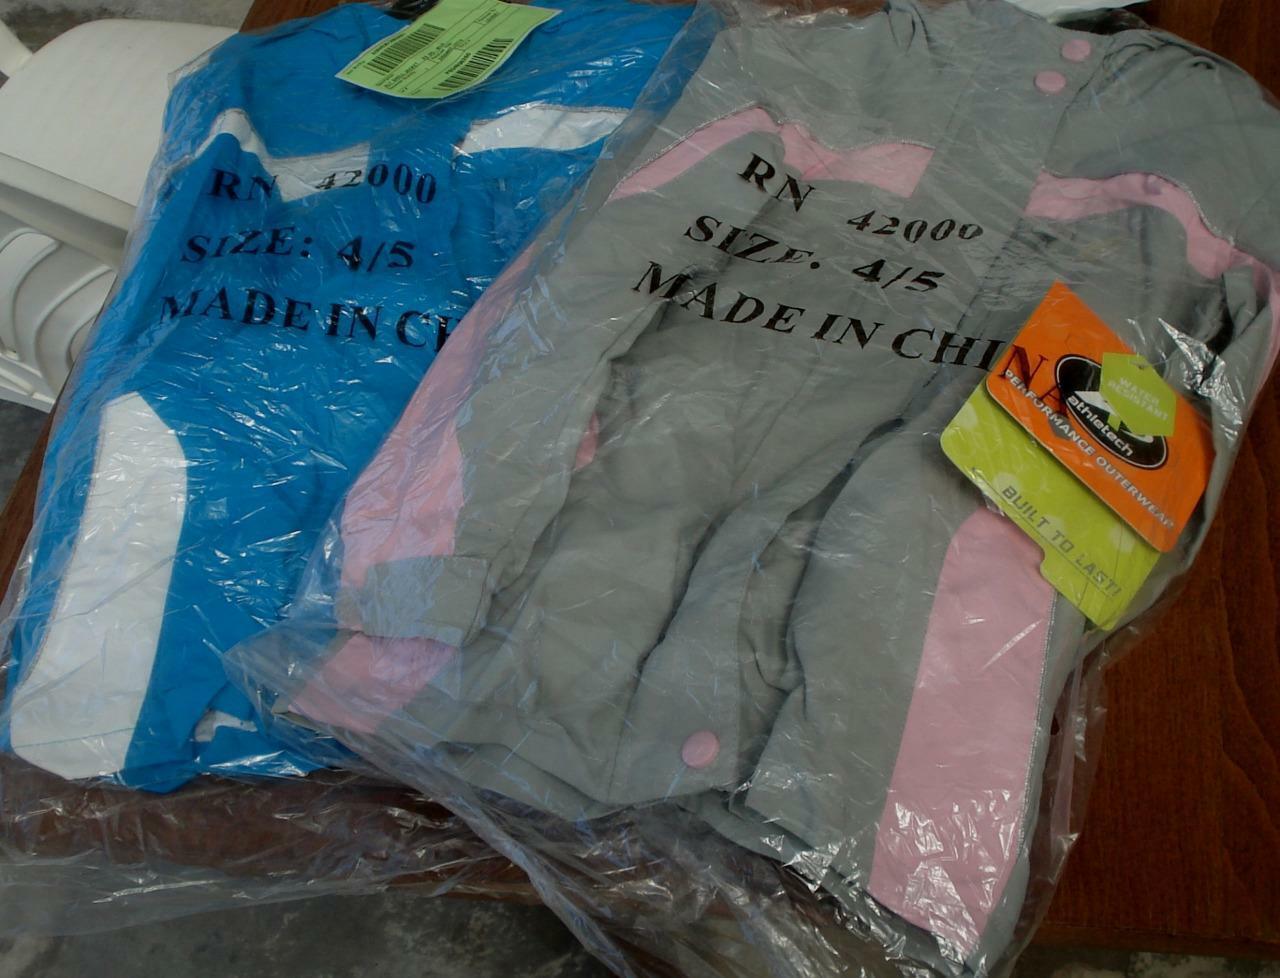 RN 42000
SIZE: 4/5
MADE IN CH
RN 42000
SIZE. 4/5
MADE IN CHINA
WATER
RESISTANT
athletech
PERFORMANCE OUTERWEAR
BUILT TO LAST!